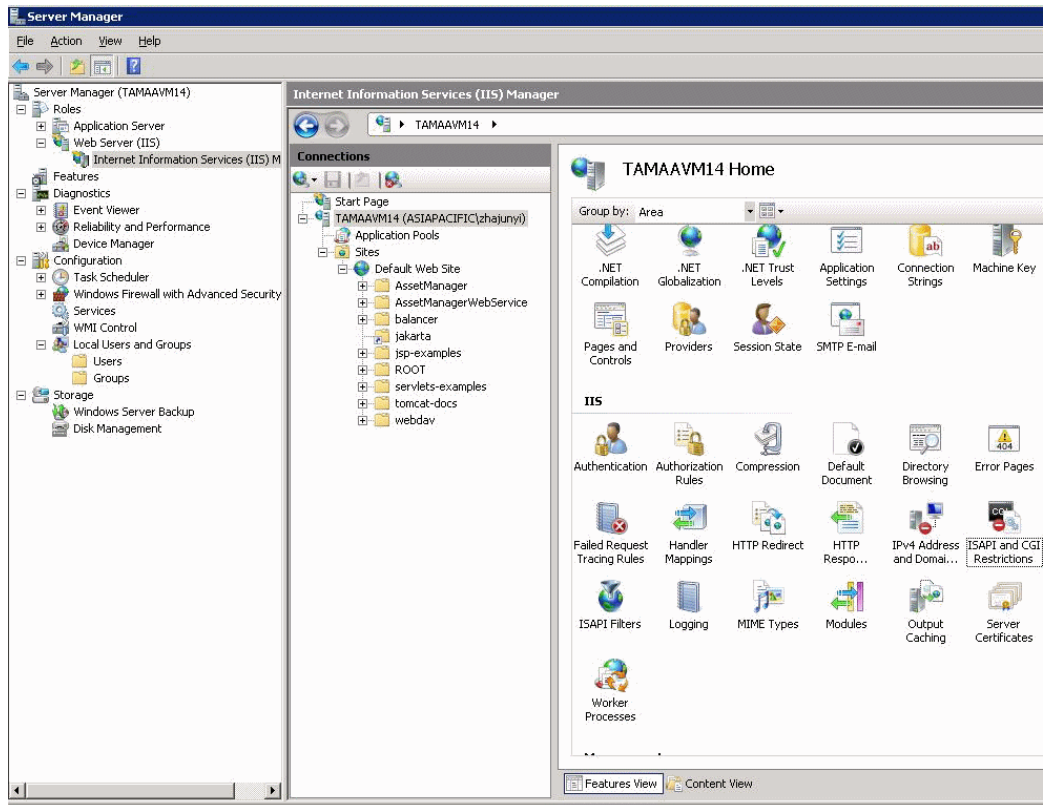 Server Manager
File Action View Help
Server Manager (TAMAAVM14)
Roles
Application Server
Web Server (IIS)
Internet Information Services (IIS) M
Features
Diagnostics
Event Viewer
Reliability and Performance
Device Manager
Configuration
Task Scheduler
Windows Firewall with Advanced Security
Services
WMI Control
Local Users and Groups
Users
Groups
Storage
Windows Server Backup
Disk Management
Internet Information Services (IIS) Manager
TAMAAVM14
Connections
Start Page
TAMAAVM14 (ASIAPACIFIC\zhajunyi)
Application Pools
Sites
Default Web Site
AssetManager
AssetManagerWebService
balancer
jakarta
jsp-examples
ROOT
servlets-examples
tomcat-docs
webdav
TAMAAVM14 Home
Group by: Area
.NET Compilation
.NET Globalization
.NET Trust Levels
Application Settings
ab
Connection Strings
Machine Key
Pages and Controls
Providers
Session State
SMTP E-mail
IIS
Authentication
Authorization Rules
Compression
Default Document
Directory Browsing
404
Error Pages
Failed Request Tracing Rules
Handler Mappings
HTTP Redirect
HTTP Respo...
IPv4 Address and Domai...
ISAPI and CGI Restrictions
ISAPI Filters
Logging
MIME Types
Modules
Output Caching
Server Certificates
Worker Processes
Features View
Content View